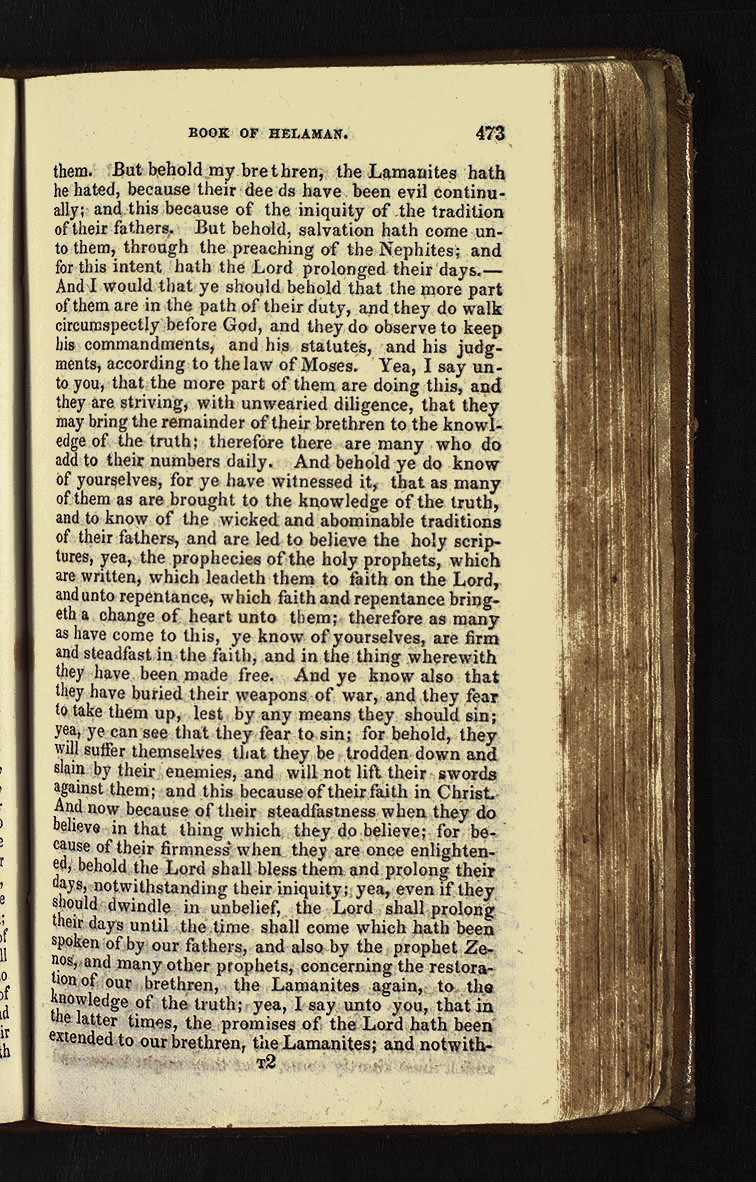 BOOK OF HELAMAN. 473
them. But behold my brethren, the Lamanites hath
he hated, because their deeds have been evil continu-
ally; and this because of the iniquity of the tradition
of their fathers. But behold, salvation hath come un-
to them, through the preaching of the Nephites; and
for this intent hath the Lord prolonged their days.—
And I would that ye should behold that the more part
of them are in the path of their duty, and they do walk
circumspectly before God, and they do observe to keep
his commandments, and his statutes, and his judg-
ments, according to the law of Moses. Yea, I say un-
to you, that the more part of them are doing this, and
they are striving, with unwearied diligence, that they
may bring the remainder of their brethren to the knowl-
edge of the truth; therefore there are many who do
add to their numbers daily. And behold ye do know
of yourselves, for ye have witnessed it, that as many
of them as are brought to the knowledge of the truth,
and to know of the wicked and abominable traditions
of their fathers, and are led to believe the holy scrip-
tures, yea, the prophecies of the holy prophets, which
are written, which leadeth them to faith on the Lord,
and unto repentance, which faith and repentance bring-
eth a change of heart unto them; therefore as many
as have come to this, ye know of yourselves, are firm
and steadfast in the faith, and in the thing wherewith
they have been made free. And ye know also that
they have buried their weapons of war, and they fear
to take them up, lest by any means they should sin;
yea, ye can see that they fear to sin; for behold, they
will suffer themselves that they be trodden down and
slain by their enemies, and will not lift their swords
against them; and this because of their faith in Christ.
And now because of their steadfastness when they do
believe in that thing which they do believe; for be-
cause of their firmness when they are once enlighten-
ed, behold the Lord shall bless them and prolong their
days, notwithstanding their iniquity; yea, even if they
should dwindle in unbelief, the Lord shall prolong
their days until the time shall come which hath been
spoken of by our fathers, and also by the prophet Ze-
nos, and many other prophets, concerning the restora-
tion of our brethren, the Lamanites again, to the
knowledge of the truth; yea, I say unto you, that in
the latter times, the promises of the Lord hath been
extended to our brethren, the Lamanites; and notwith-
T2